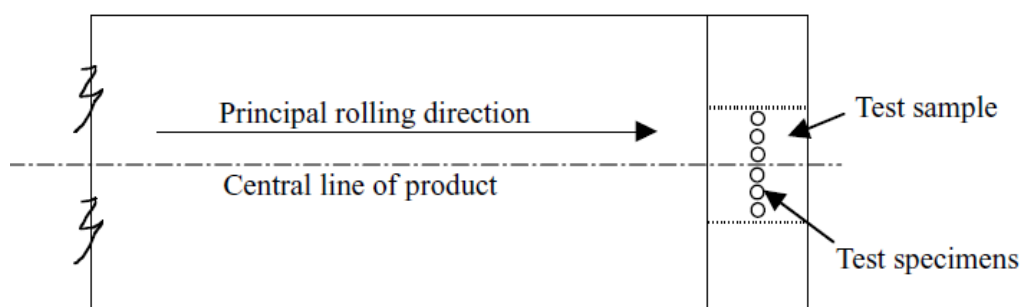 Principal rolling direction
Test sample
Central line of product
Test specimens